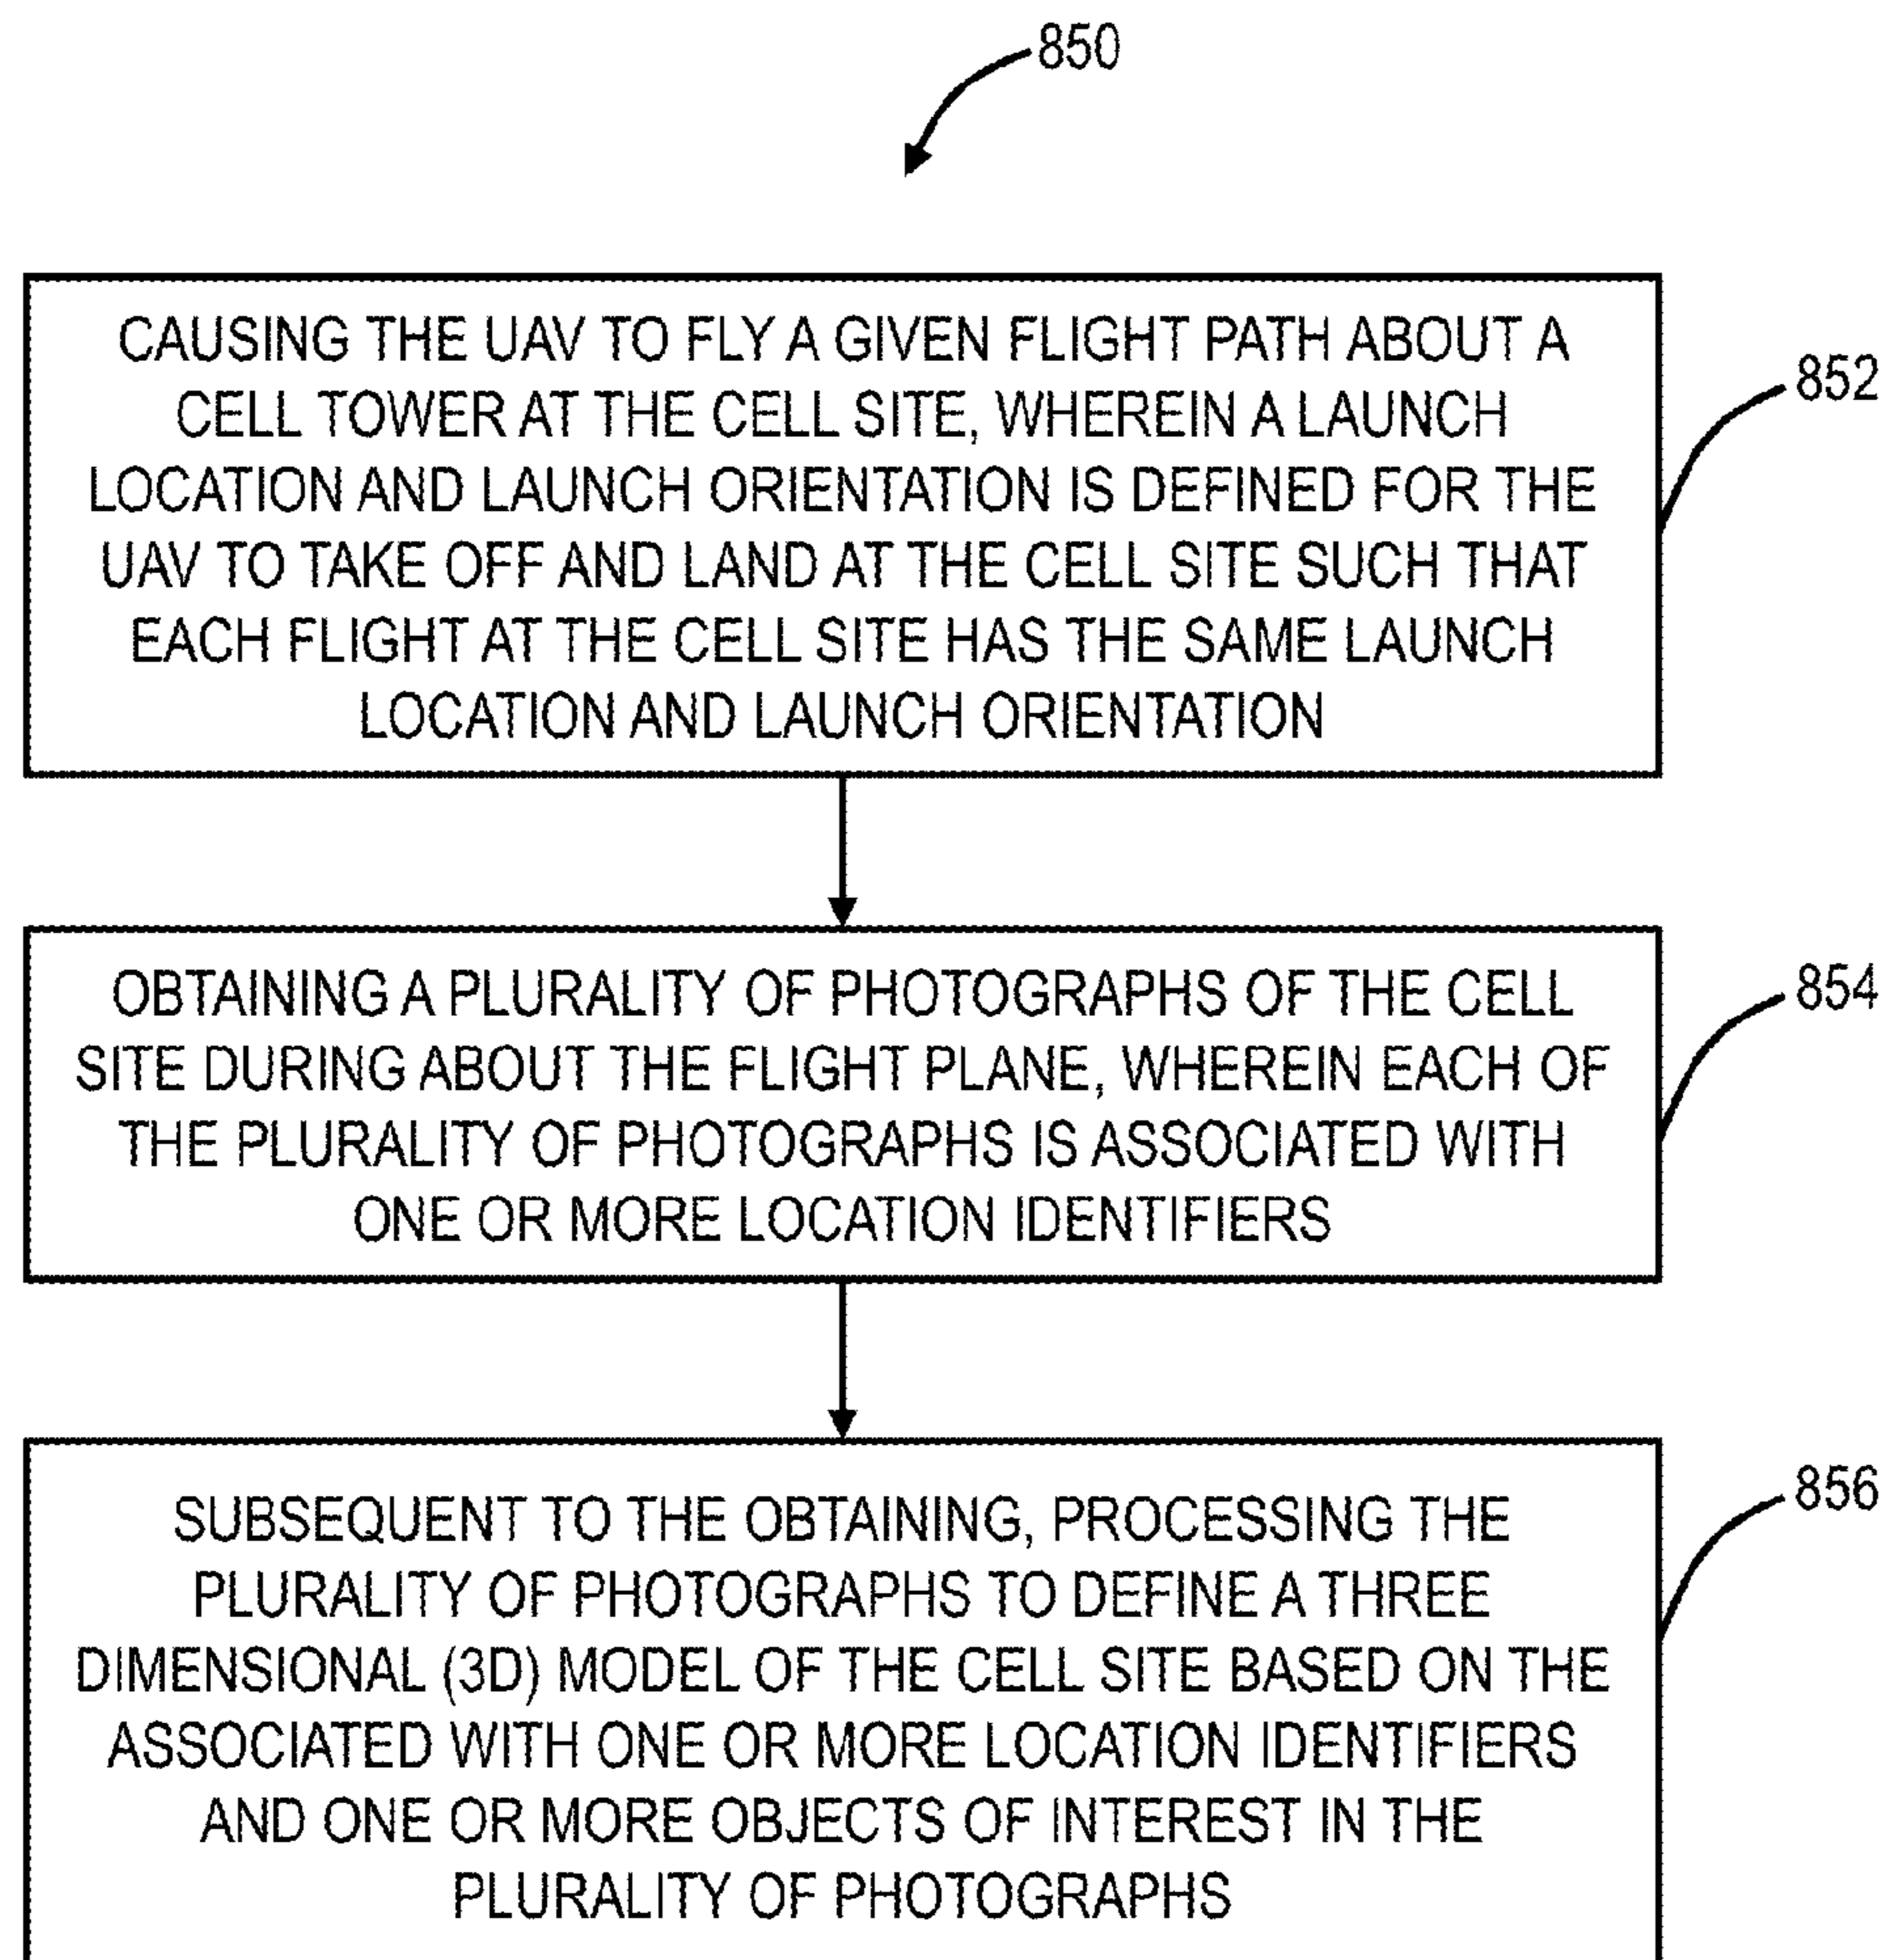 850
CAUSING THE UAV TO FLY A GIVEN FLIGHT PATH ABOUT A
CELL TOWER AT THE CELL SITE, WHEREIN A LAUNCH
LOCATION AND LAUNCH ORIENTATION IS DEFINED FOR THE
UAV TO TAKE OFF AND LAND AT THE CELL SITE SUCH THAT
EACH FLIGHT AT THE CELL SITE HAS THE SAME LAUNCH
LOCATION AND LAUNCH ORIENTATION
852
OBTAINING A PLURALITY OF PHOTOGRAPHS OF THE CELL
SITE DURING ABOUT THE FLIGHT PLANE, WHEREIN EACH OF
THE PLURALITY OF PHOTOGRAPHS IS ASSOCIATED WITH
ONE OR MORE LOCATION IDENTIFIERS
854
SUBSEQUENT TO THE OBTAINING, PROCESSING THE
PLURALITY OF PHOTOGRAPHS TO DEFINE A THREE
DIMENSIONAL (3D) MODEL OF THE CELL SITE BASED ON THE
ASSOCIATED WITH ONE OR MORE LOCATION IDENTIFIERS
AND ONE OR MORE OBJECTS OF INTEREST IN THE
PLURALITY OF PHOTOGRAPHS
856